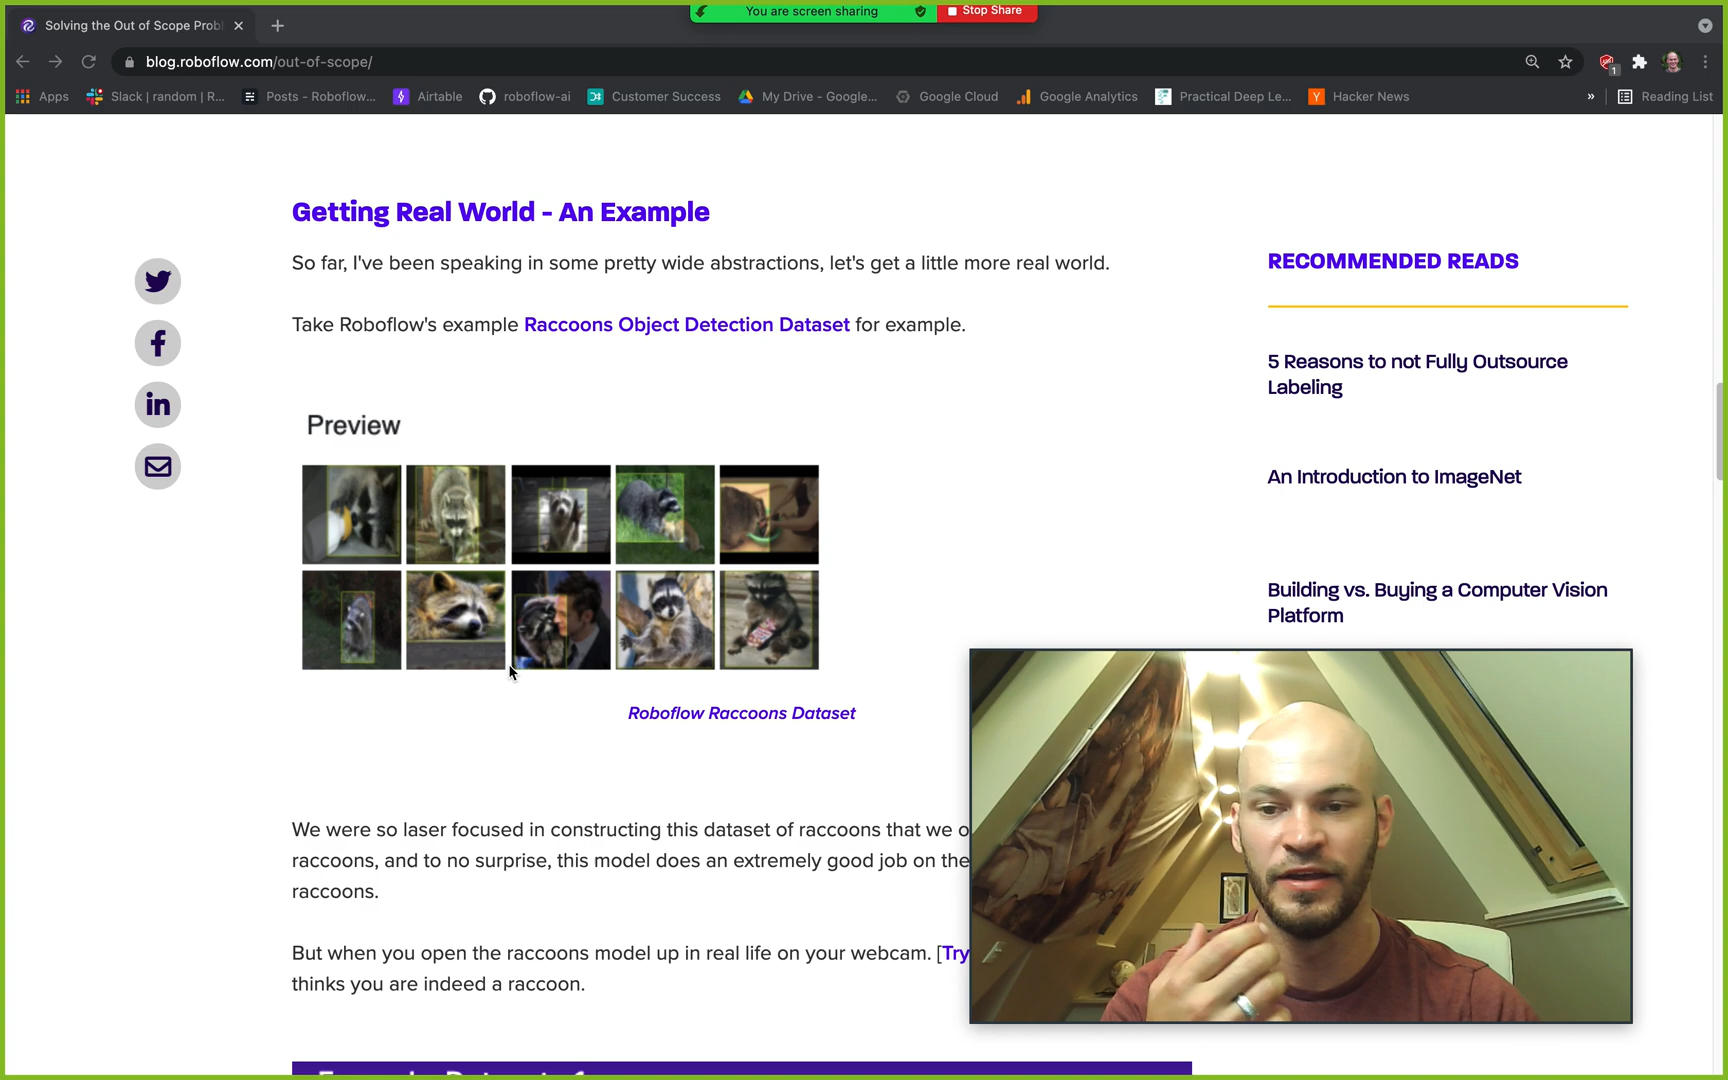 Solving the Out of Scope Prob
You are screen sharing
Stop Share
blog.roboflow.com/out-of-scope/
1
Apps
Slack | random | R...
Posts - Roboflow...
Airtable
roboflow-ai
Customer Success
My Drive - Google...
Google Cloud
Google Analytics
Practical Deep Le...
Hacker News
»
Reading List
Getting Real World - An Example
So far, I've been speaking in some pretty wide abstractions, let's get a little more real world.
Take Roboflow's example Raccoons Object Detection Dataset for example.
Preview
Roboflow Raccoons Dataset
We were so laser focused in constructing this dataset of raccoons that we o
raccoons, and to no surprise, this model does an extremely good job on the
raccoons.
But when you open the raccoons model up in real life on your webcam. [Try
thinks you are indeed a raccoon.
RECOMMENDED READS
5 Reasons to not Fully Outsource
Labeling
An Introduction to ImageNet
Building vs. Buying a Computer Vision
Platform